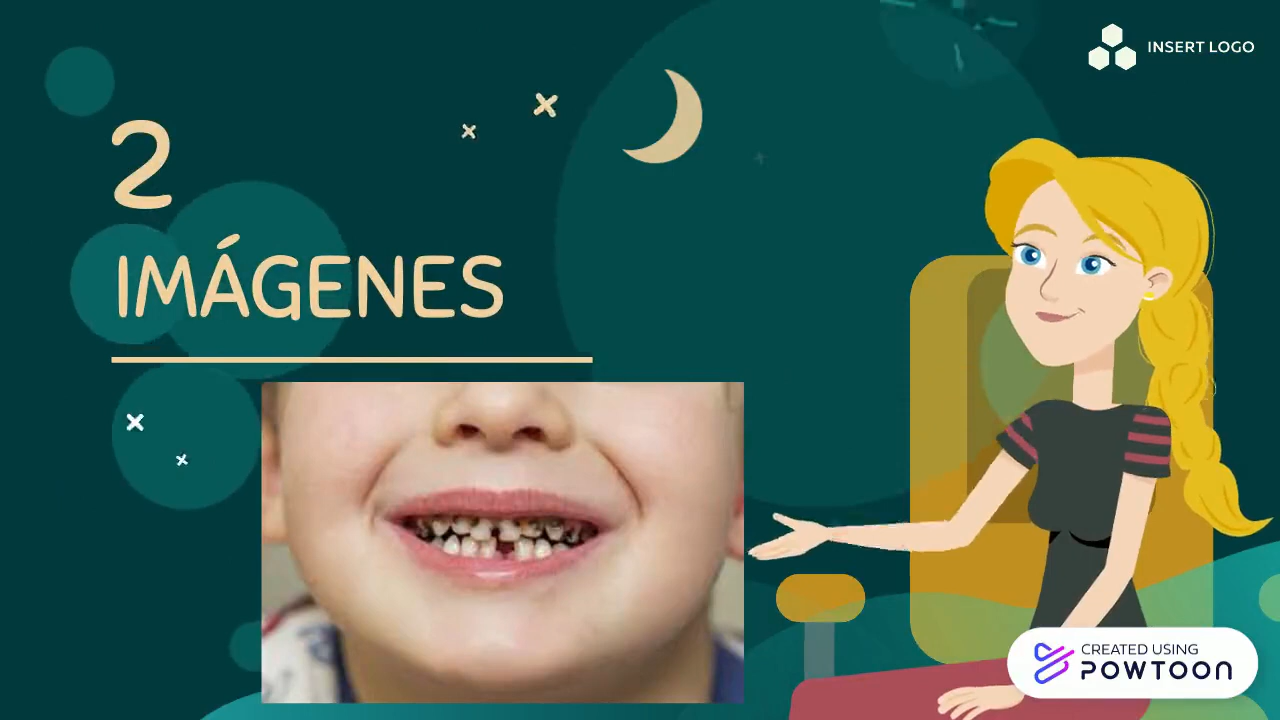 INSERT LOGO
2
IMÁGENES
CREATED USING
POWTOON